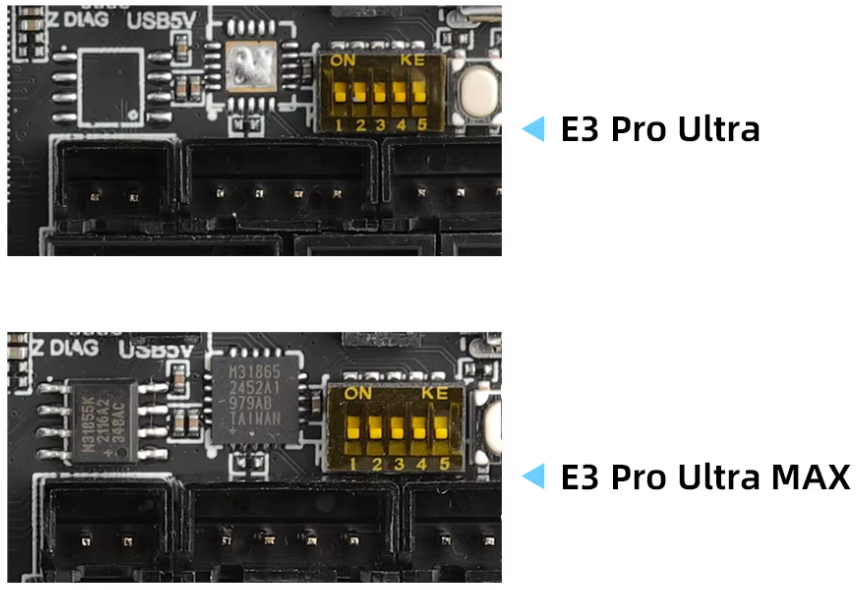 Z DIAG USB5V
ON KE
1 2 3 4 5
E3 Pro Ultra
Z DIAG USB5V
M31865
2452A1
979AB
TAIWAN
+
N31855K
2116A2
+ 348AC
ON KE
1 2 3 4 5
E3 Pro Ultra MAX